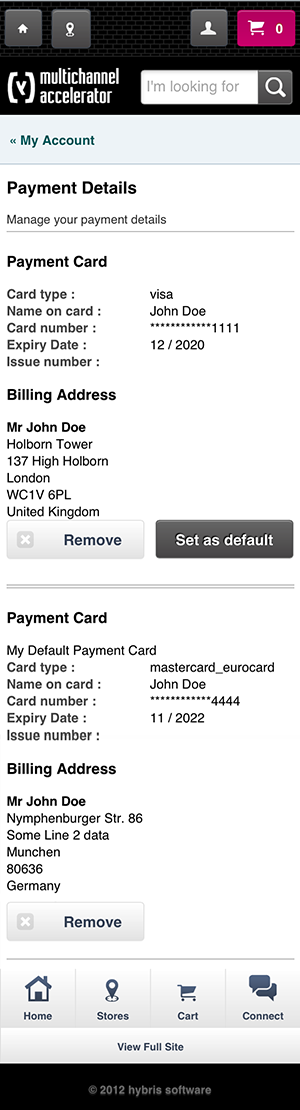 0
multichannel
accelerator
I'm looking for
« My Account
Payment Details
Manage your payment details
Payment Card
Card type : visa
Name on card : John Doe
Card number : ************1111
Expiry Date : 12 / 2020
Issue number :
Billing Address
Mr John Doe
Holborn Tower
137 High Holborn
London
WC1V 6PL
United Kingdom
Remove Set as default
Payment Card
My Default Payment Card
Card type : mastercard_eurocard
Name on card : John Doe
Card number : ************4444
Expiry Date : 11 / 2022
Issue number :
Billing Address
Mr John Doe
Nymphenburger Str. 86
Some Line 2 data
Munchen
80636
Germany
Remove
Home Stores Cart Connect
View Full Site
© 2012 hybris software